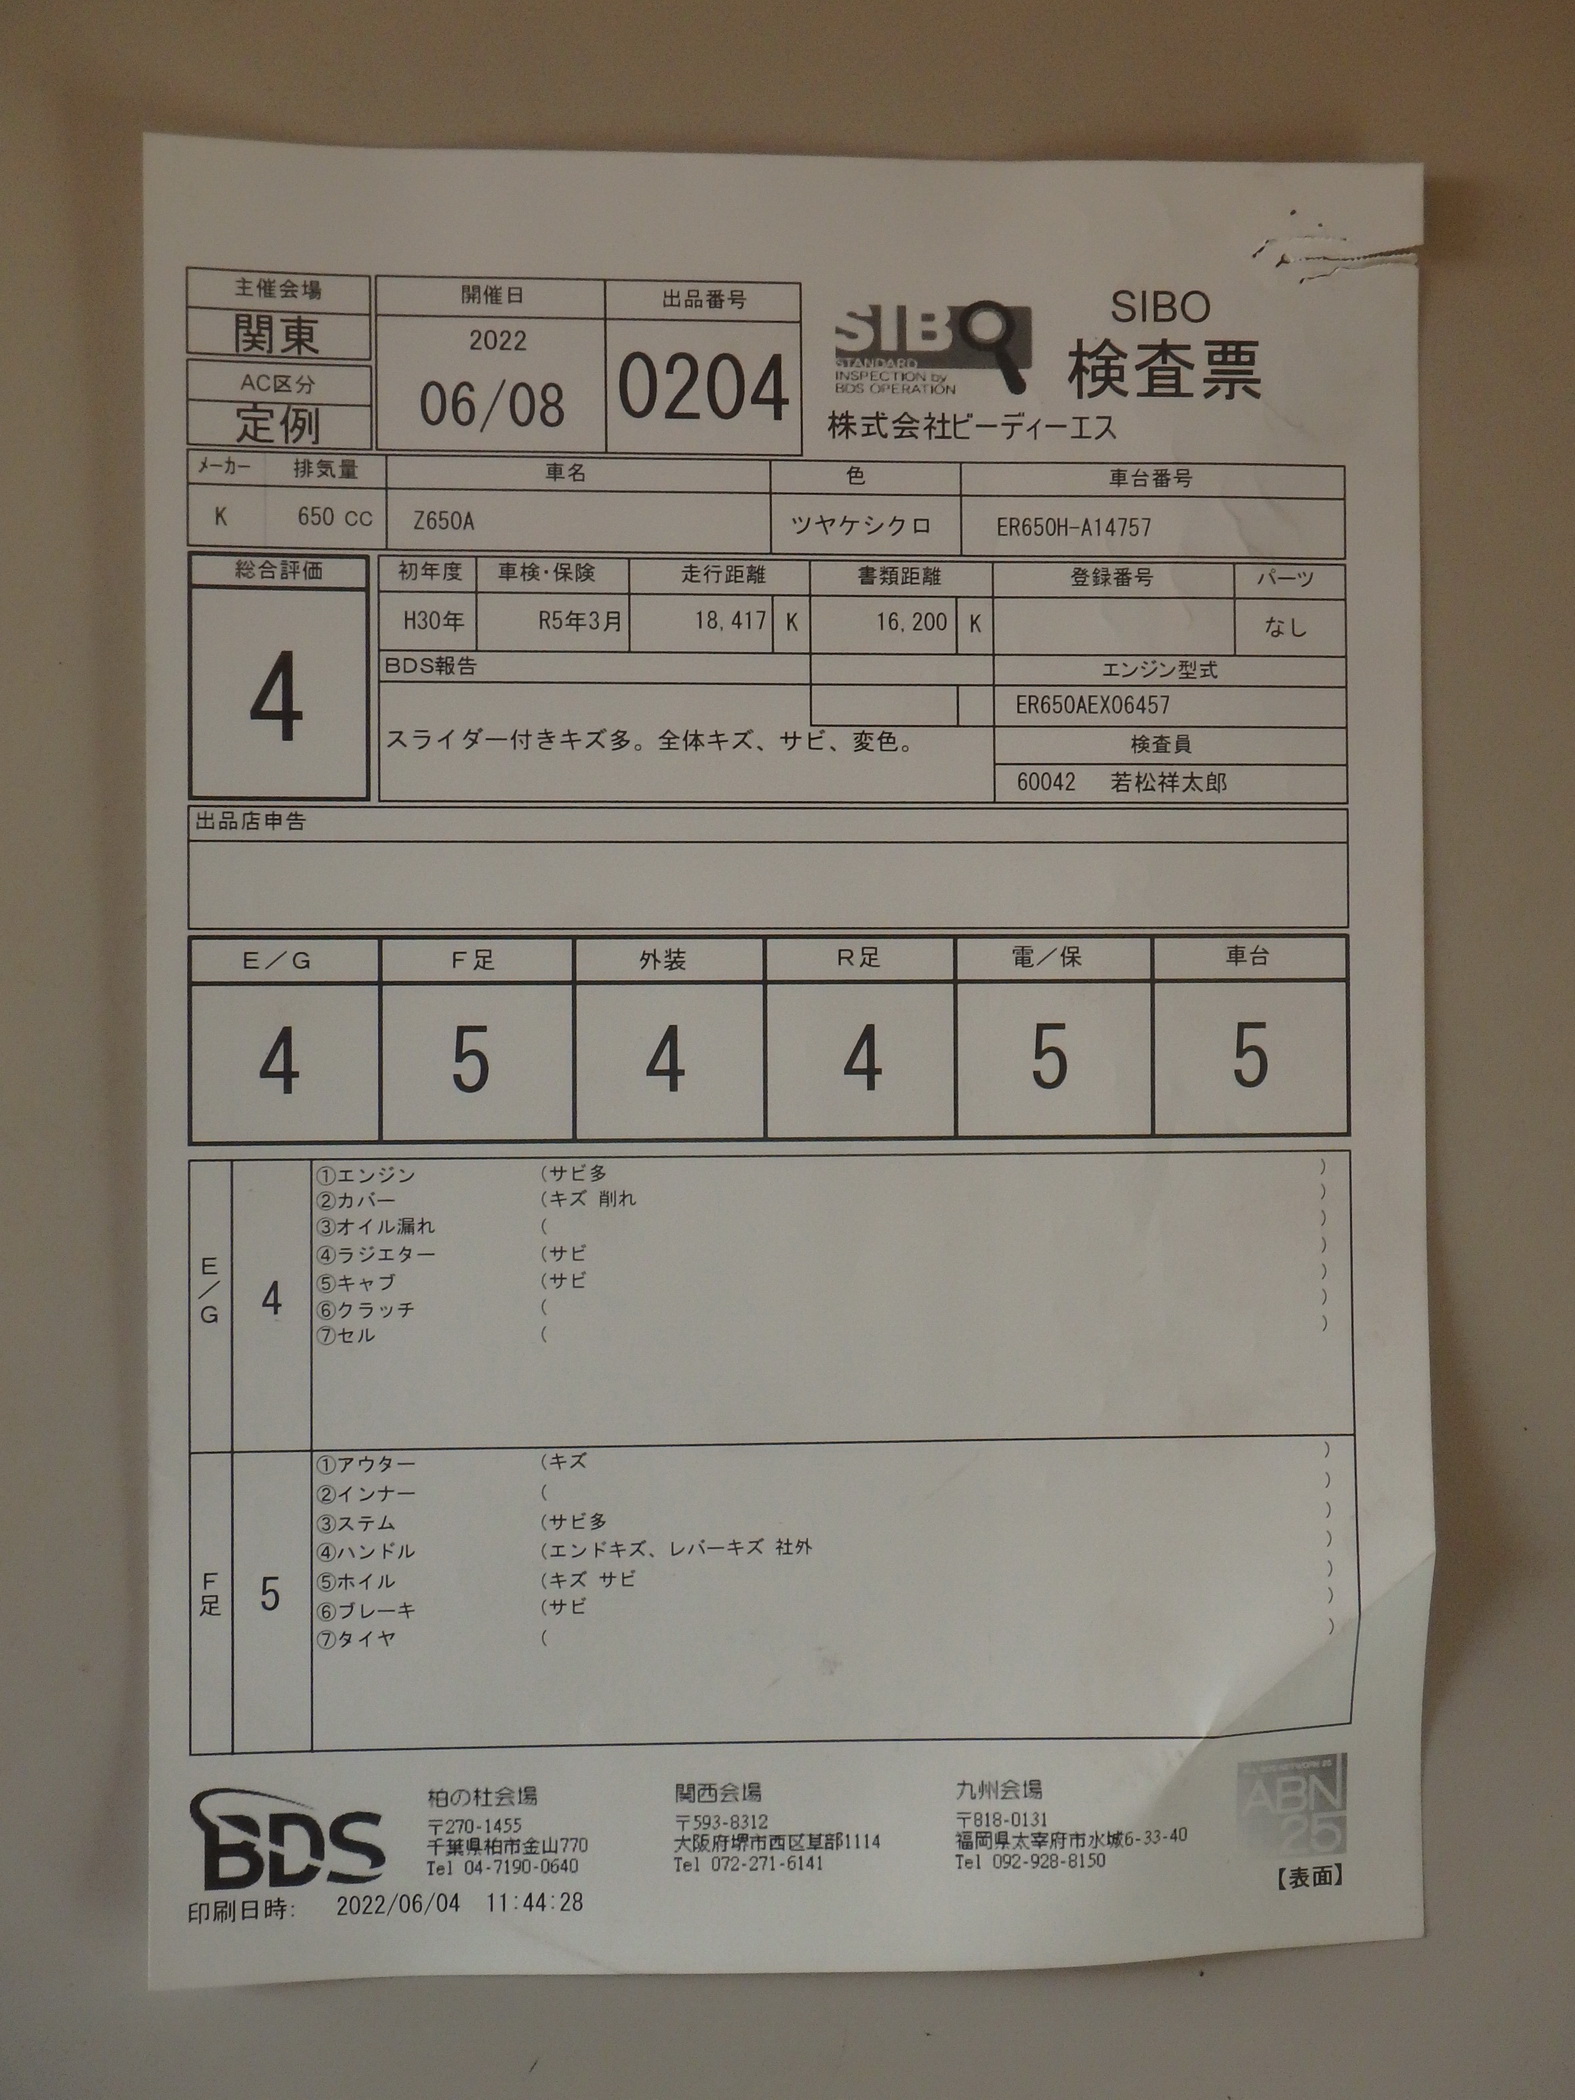 主催会場
関東
AC区分
定例
開催日
2022
06/08
出品番号
0204
SIBO
STANDARD
INSPECTION by
BDS OPERATION
SIBO
検査票
株式会社ビーディーエス
メーカー 排気量 車名 色 車台番号
K 650 CC Z650A ツヤケシクロ ER650H-A14757
総合評価
4
初年度 車検・保険 走行距離 書類距離 登録番号 パーツ
H30年 R5年3月 18,417 K 16,200 K なし
BDS報告
スライダー付きキズ多。全体キズ、サビ、変色。
エンジン型式
ER650AEX06457
検査員
60042 若松祥太郎
出品店申告
E/G F足 外装 R足 電/保 車台
4 5 4 4 5 5
E/G
4
①エンジン (サビ多 )
②カバー (キズ 削れ )
③オイル漏れ ( )
④ラジエター (サビ )
⑤キャブ (サビ )
⑥クラッチ ( )
⑦セル ( )
F足
5
①アウター (キズ )
②インナー ( )
③ステム (サビ多 )
④ハンドル (エンドキズ、レバーキズ 社外 )
⑤ホイル (キズ サビ )
⑥ブレーキ (サビ )
⑦タイヤ ( )
BDS
柏の杜会場
〒270-1455
千葉県柏市金山770
Tel 04-7190-0640
関西会場
〒593-8312
大阪府堺市西区草部1114
Tel 072-271-6141
九州会場
〒818-0131
福岡県太宰府市水城6-33-40
Tel 092-928-8150
ABN
25
【表面】
印刷日時: 2022/06/04 11:44:28